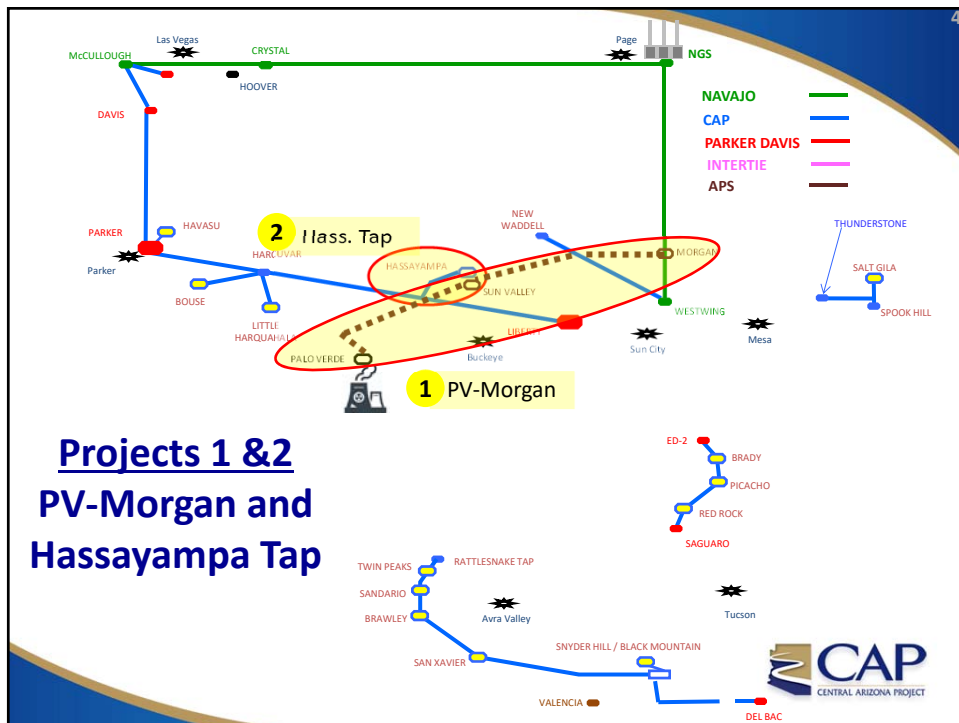 4
Las Vegas
Page
McCULLOUGH
CRYSTAL
NGS
HOOVER
NAVAJO
DAVIS
CAP
PARKER DAVIS
INTERTIE
APS
NEW
WADDELL
THUNDERSTONE
PARKER
HAVASU
2 Hass. Tap
HARCUVAR
MORGAN
Parker
HASSAYAMPA
SALT GILA
SUN VALLEY
BOUSE
SPOOK HILL
LITTLE
HARQUAHALA
LIBERTY
WESTWING
Mesa
Sun City
Buckeye
PALO VERDE
1 PV-Morgan
Projects 1 &2
PV-Morgan and
Hassayampa Tap
ED-2
BRADY
PICACHO
RED ROCK
SAGUARO
TWIN PEAKS
RATTLESNAKE TAP
SANDARIO
BRAWLEY
Avra Valley
Tucson
SAN XAVIER
SNYDER HILL / BLACK MOUNTAIN
VALENCIA
DEL BAC
CAP
CENTRAL ARIZONA PROJECT